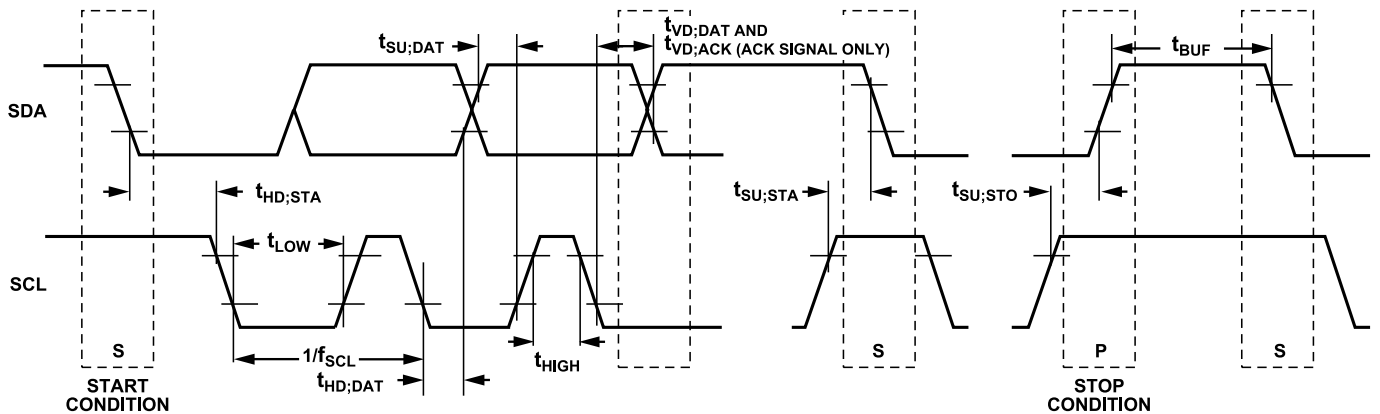 tSU;DAT
tVD;DAT AND
tVD;ACK (ACK SIGNAL ONLY)
tBUF
SDA
tHD;STA
tSU;STA
tSU;STO
tLOW
SCL
1/fSCL
tHIGH
tHD;DAT
S
S
P
S
START
CONDITION
STOP
CONDITION